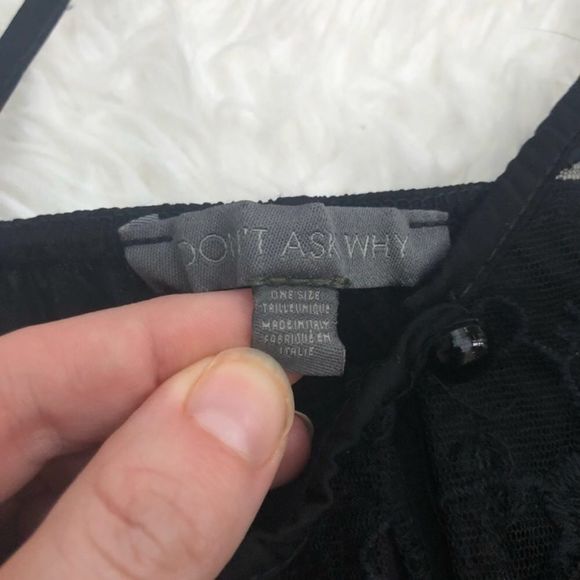 DON'T ASK WHY
ONE SIZE
TAILLE UNIQUE
MADE IN ITALY
FABRIQUÉ EN
ITALIE